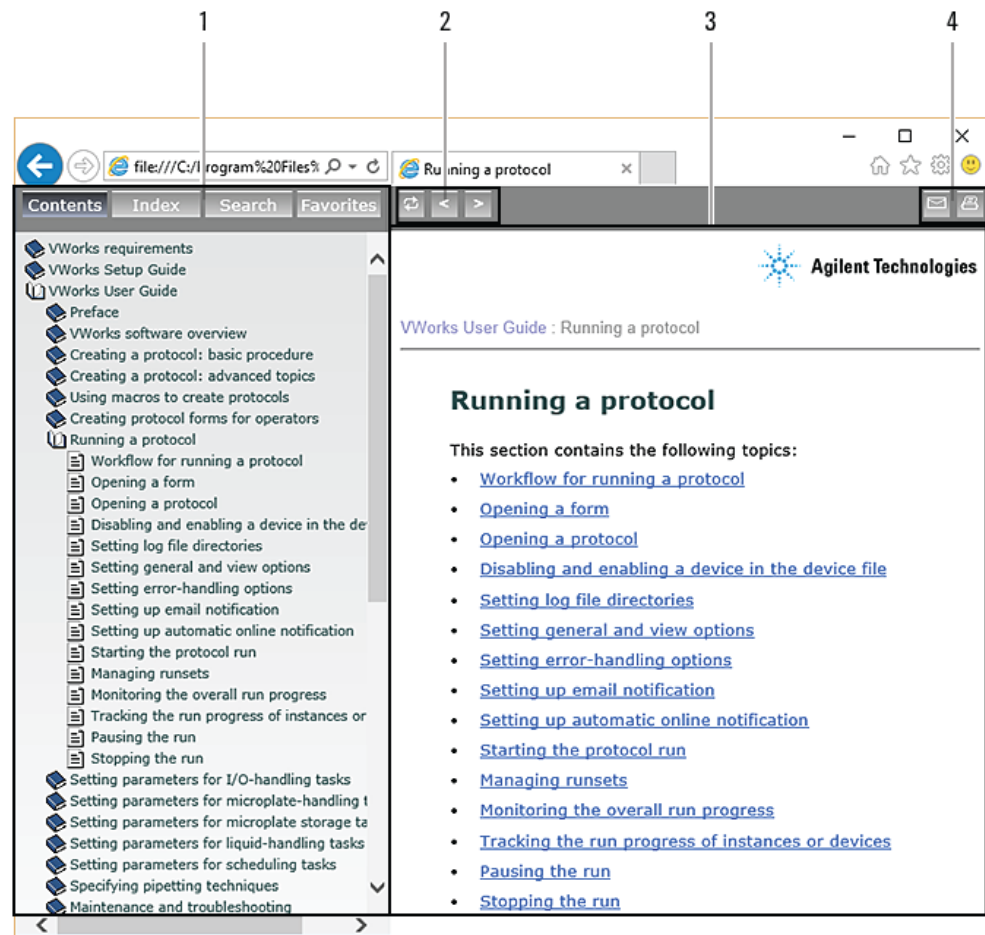 1 2 3 4
file:///C:/Program%20Files%
Running a protocol
Contents Index Search Favorites
< >
VWorks requirements
VWorks Setup Guide
VWorks User Guide
Preface
VWorks software overview
Creating a protocol: basic procedure
Creating a protocol: advanced topics
Using macros to create protocols
Creating protocol forms for operators
Running a protocol
Workflow for running a protocol
Opening a form
Opening a protocol
Disabling and enabling a device in the de
Setting log file directories
Setting general and view options
Setting error-handling options
Setting up email notification
Setting up automatic online notification
Starting the protocol run
Managing runsets
Monitoring the overall run progress
Tracking the run progress of instances or
Pausing the run
Stopping the run
Setting parameters for I/O-handling tasks
Setting parameters for microplate-handling t
Setting parameters for microplate storage ta
Setting parameters for liquid-handling tasks
Setting parameters for scheduling tasks
Specifying pipetting techniques
Maintenance and troubleshooting
Agilent Technologies
VWorks User Guide : Running a protocol
Running a protocol
This section contains the following topics:
• Workflow for running a protocol
• Opening a form
• Opening a protocol
• Disabling and enabling a device in the device file
• Setting log file directories
• Setting general and view options
• Setting error-handling options
• Setting up email notification
• Setting up automatic online notification
• Starting the protocol run
• Managing runsets
• Monitoring the overall run progress
• Tracking the run progress of instances or devices
• Pausing the run
• Stopping the run